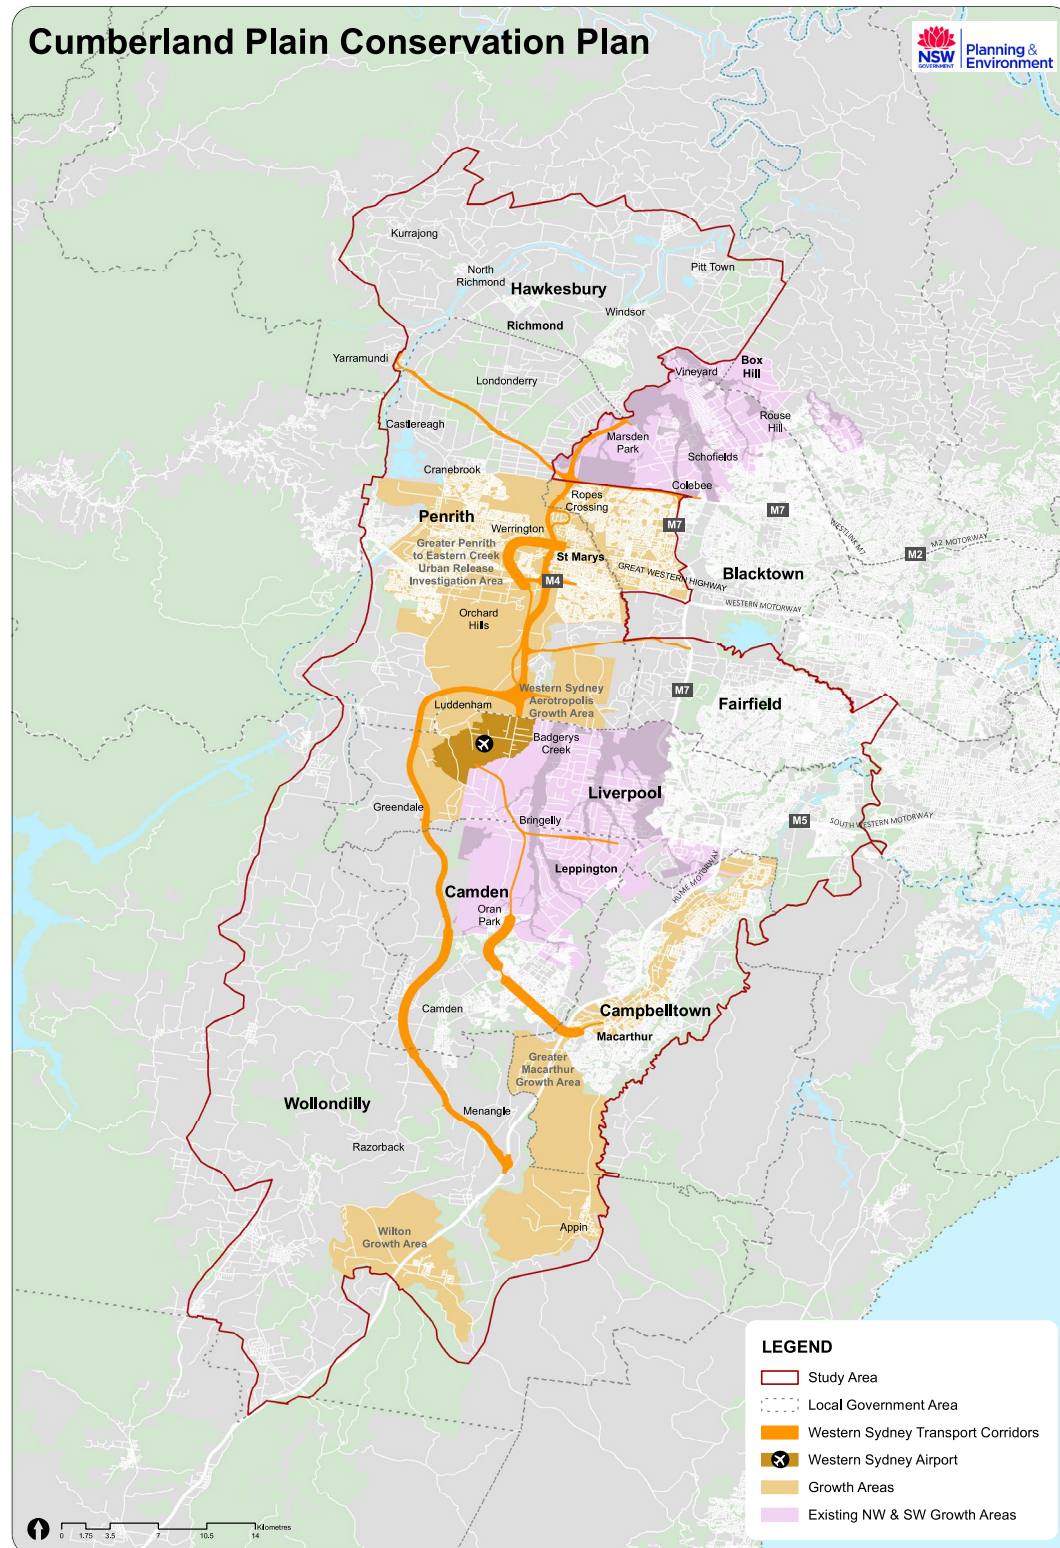 Cumberland Plain Conservation Plan
NSW
GOVERNMENT
Planning &
Environment
Kurrajong
North
Richmond
Pitt Town
Hawkesbury
Windsor
Richmond
Yarramundi
Box
Hill
Vineyard
Londonderry
Rouse
Hill
Castlereagh
Marsden
Park
Schofields
Cranebrook
Colebee
Ropes
Crossing
Penrith
M7
M7
Werrington
WESTLINK M7
M2 MOTORWAY
M2
Greater Penrith
to Eastern Creek
Urban Release
Investigation Area
St Marys
GREAT WESTERN HIGHWAY
Blacktown
M4
WESTERN MOTORWAY
Orchard
Hills
Western Sydney
Aerotropolis
Growth Area
M7
Fairfield
Luddenham
Badgerys
Creek
Liverpool
Greendale
Bringelly
M5
SOUTH WESTERN MOTORWAY
Leppington
HUME MOTORWAY
Camden
Oran
Park
Camden
Campbelltown
Macarthur
Greater
Macarthur
Growth Area
Wollondilly
Menangle
Razorback
Appin
Wilton
Growth Area
LEGEND
Study Area
Local Government Area
Western Sydney Transport Corridors
Western Sydney Airport
Growth Areas
Existing NW & SW Growth Areas
Kilometres
0 1.75 3.5 7 10.5 14